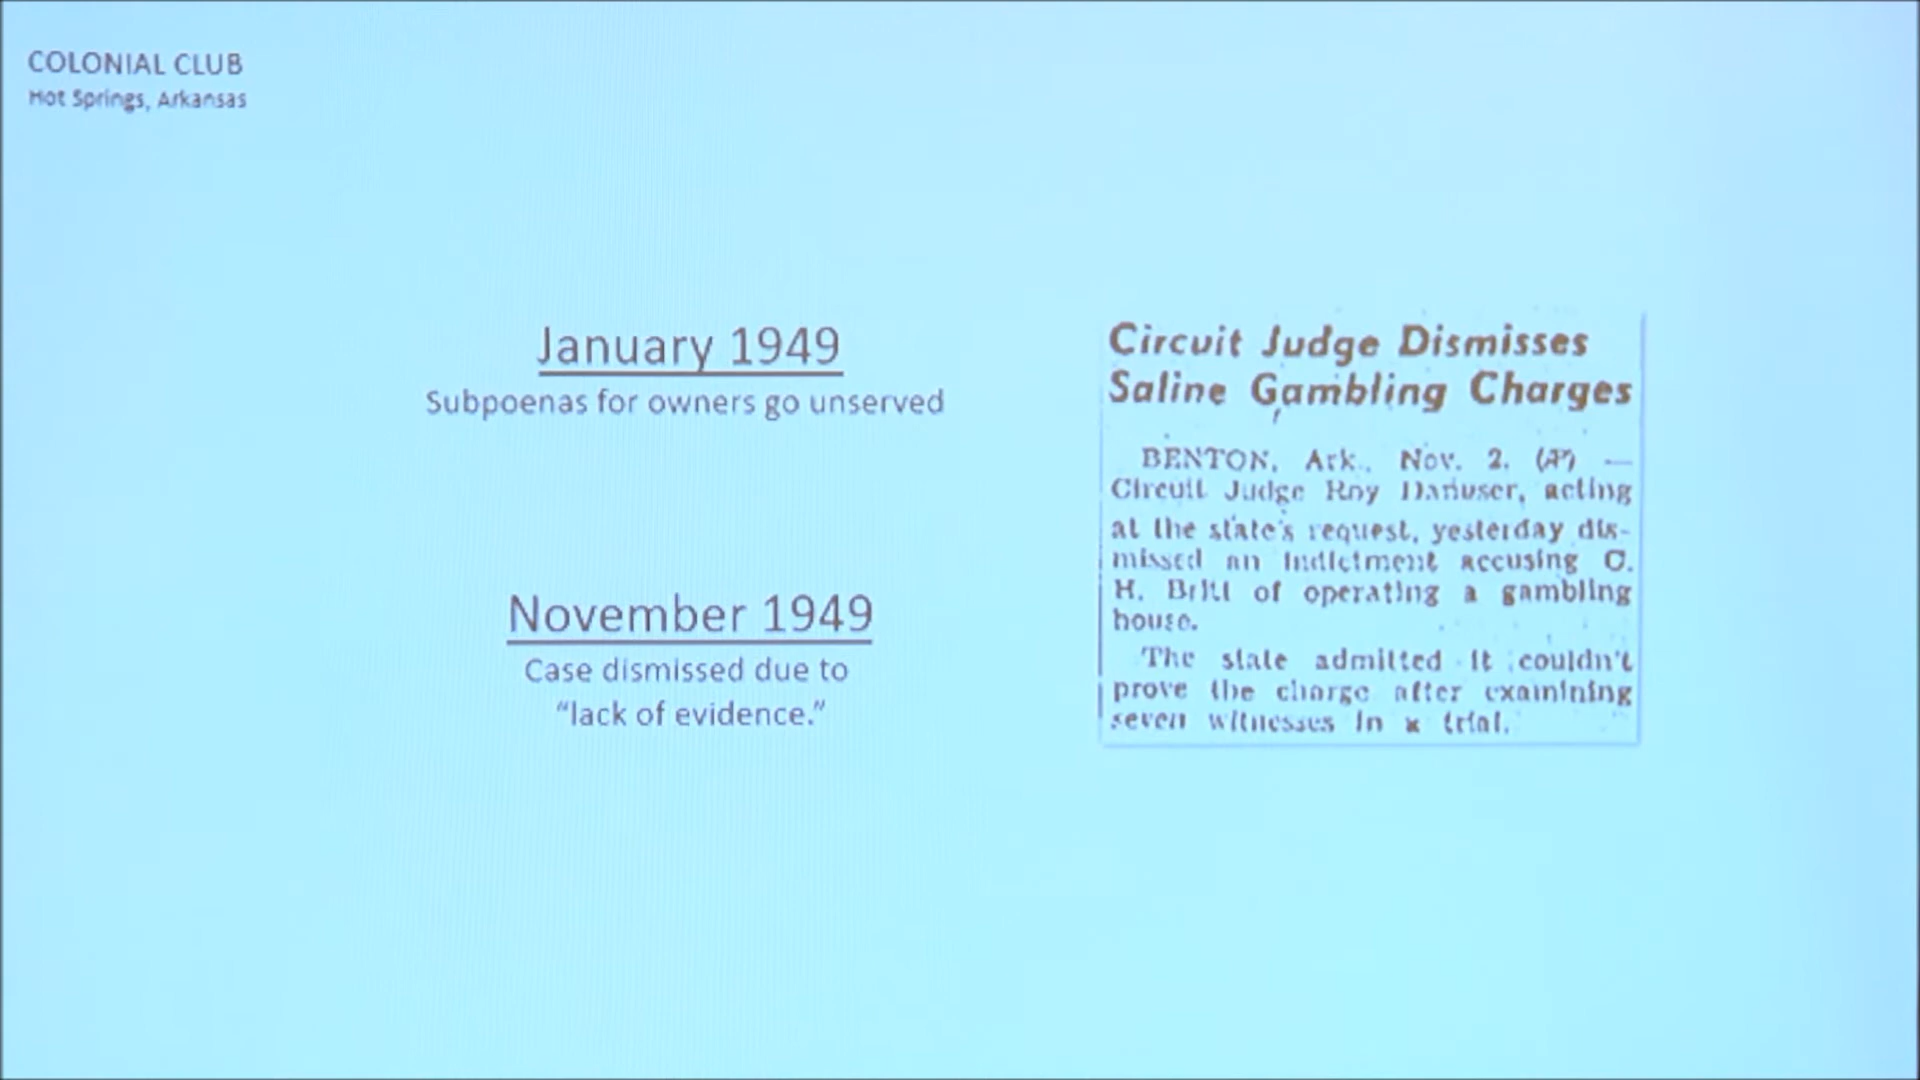 COLONIAL CLUB
Hot Springs, Arkansas
January 1949
Subpoenas for owners go unserved
November 1949
Case dismissed due to
“lack of evidence.”
Circuit Judge Dismisses
Saline Gambling Charges
BENTON, Ark., Nov. 2. (AP) —
Circuit Judge Roy Danuser, acting
at the state's request, yesterday dis-
missed an indictment accusing O.
H. Britt of operating a gambling
house.
The state admitted it couldn't
prove the charge after examining
seven witnesses in a trial.